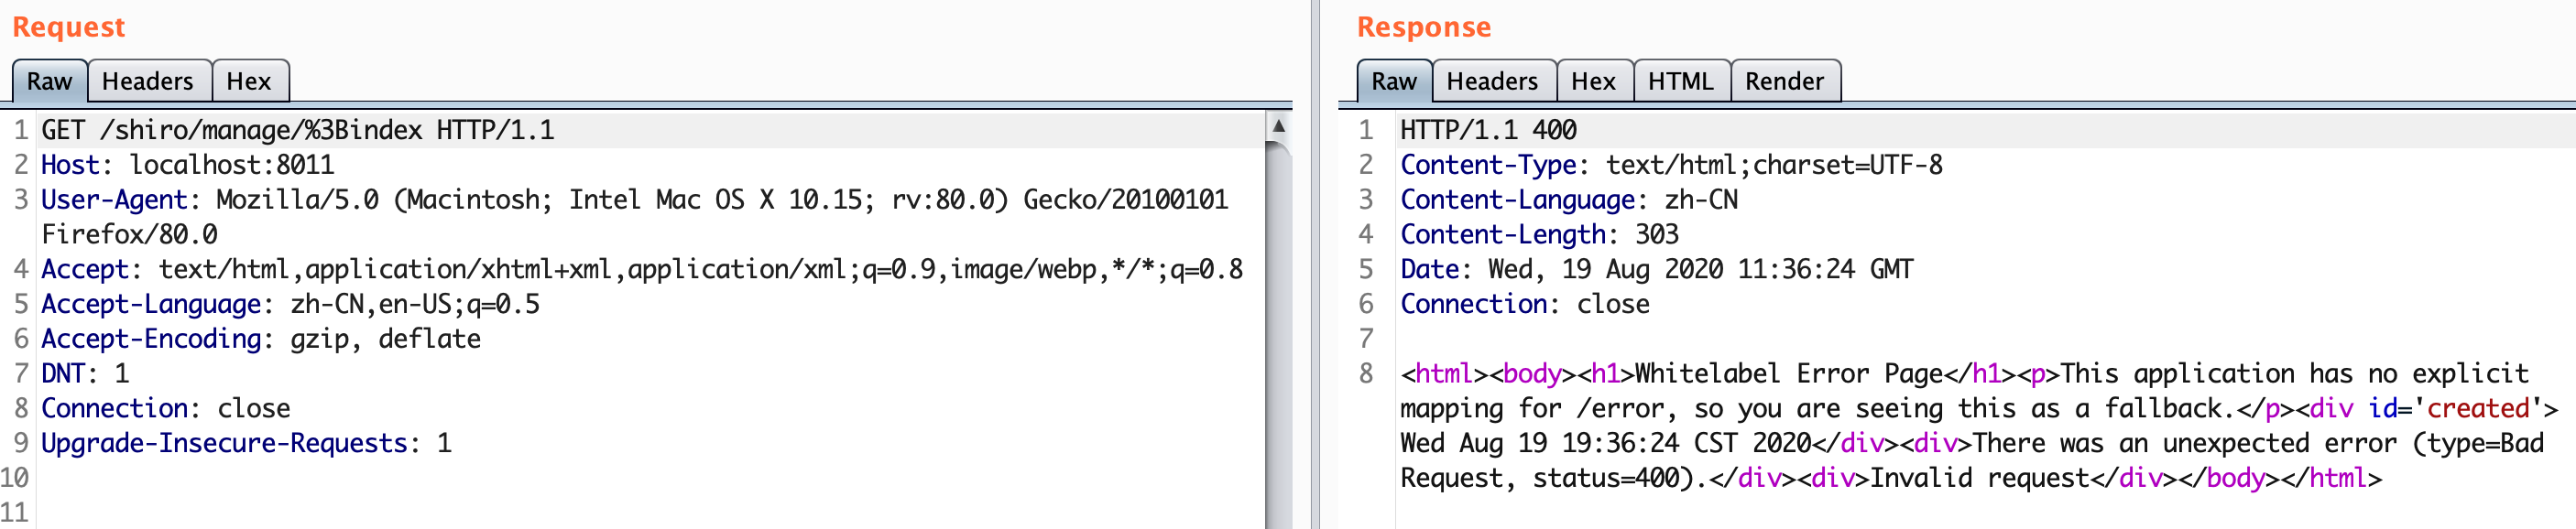 Request
Raw Headers Hex
1 GET /shiro/manage/%3Bindex HTTP/1.1
2 Host: localhost:8011
3 User-Agent: Mozilla/5.0 (Macintosh; Intel Mac OS X 10.15; rv:80.0) Gecko/20100101
Firefox/80.0
4 Accept: text/html,application/xhtml+xml,application/xml;q=0.9,image/webp,*/*;q=0.8
5 Accept-Language: zh-CN,en-US;q=0.5
6 Accept-Encoding: gzip, deflate
7 DNT: 1
8 Connection: close
9 Upgrade-Insecure-Requests: 1
10
11
Response
Raw Headers Hex HTML Render
1 HTTP/1.1 400
2 Content-Type: text/html;charset=UTF-8
3 Content-Language: zh-CN
4 Content-Length: 303
5 Date: Wed, 19 Aug 2020 11:36:24 GMT
6 Connection: close
7
8 <html><body><h1>Whitelabel Error Page</h1><p>This application has no explicit
mapping for /error, so you are seeing this as a fallback.</p><div id='created'>
Wed Aug 19 19:36:24 CST 2020</div><div>There was an unexpected error (type=Bad
Request, status=400).</div><div>Invalid request</div></body></html>